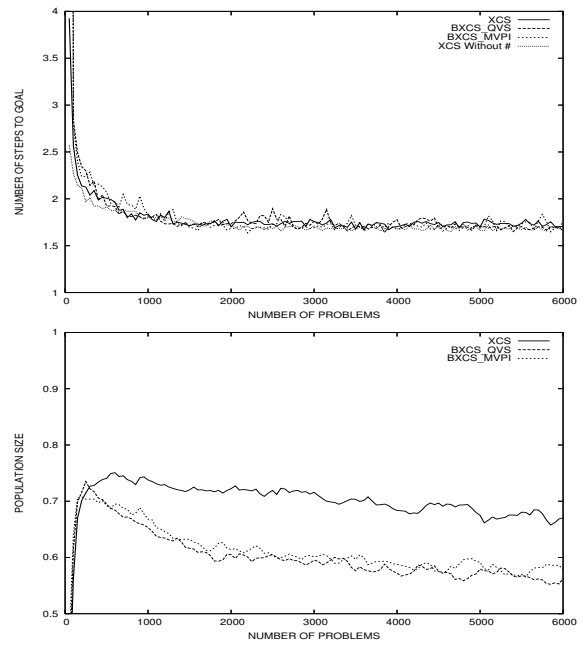 XCS
BXCS_QVS
BXCS_MVPI
XCS Without #
NUMBER OF STEPS TO GOAL
4
3.5
3
2.5
2
1.5
1
0 1000 2000 3000 4000 5000 6000
NUMBER OF PROBLEMS
XCS
BXCS_QVS
BXCS_MVPI
POPULATION SIZE
1
0.9
0.8
0.7
0.6
0.5
0 1000 2000 3000 4000 5000 6000
NUMBER OF PROBLEMS